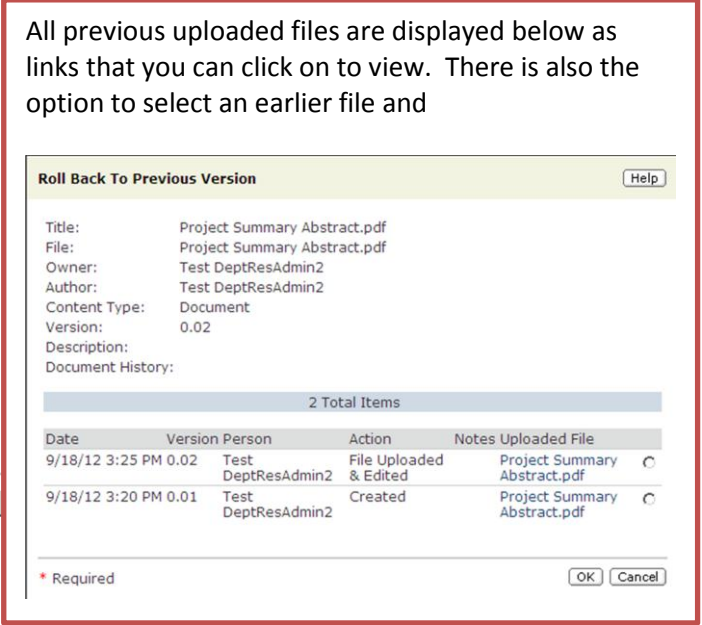 All previous uploaded files are displayed below as
links that you can click on to view.  There is also the
option to select an earlier file and
Roll Back To Previous Version Help
Title: Project Summary Abstract.pdf
File: Project Summary Abstract.pdf
Owner: Test DeptResAdmin2
Author: Test DeptResAdmin2
Content Type: Document
Version: 0.02
Description:
Document History:
2 Total Items
Date Version Person Action Notes Uploaded File
9/18/12 3:25 PM 0.02 Test File Uploaded Project Summary
DeptResAdmin2 & Edited Abstract.pdf
9/18/12 3:20 PM 0.01 Test Created Project Summary
DeptResAdmin2 Abstract.pdf
* Required OK Cancel